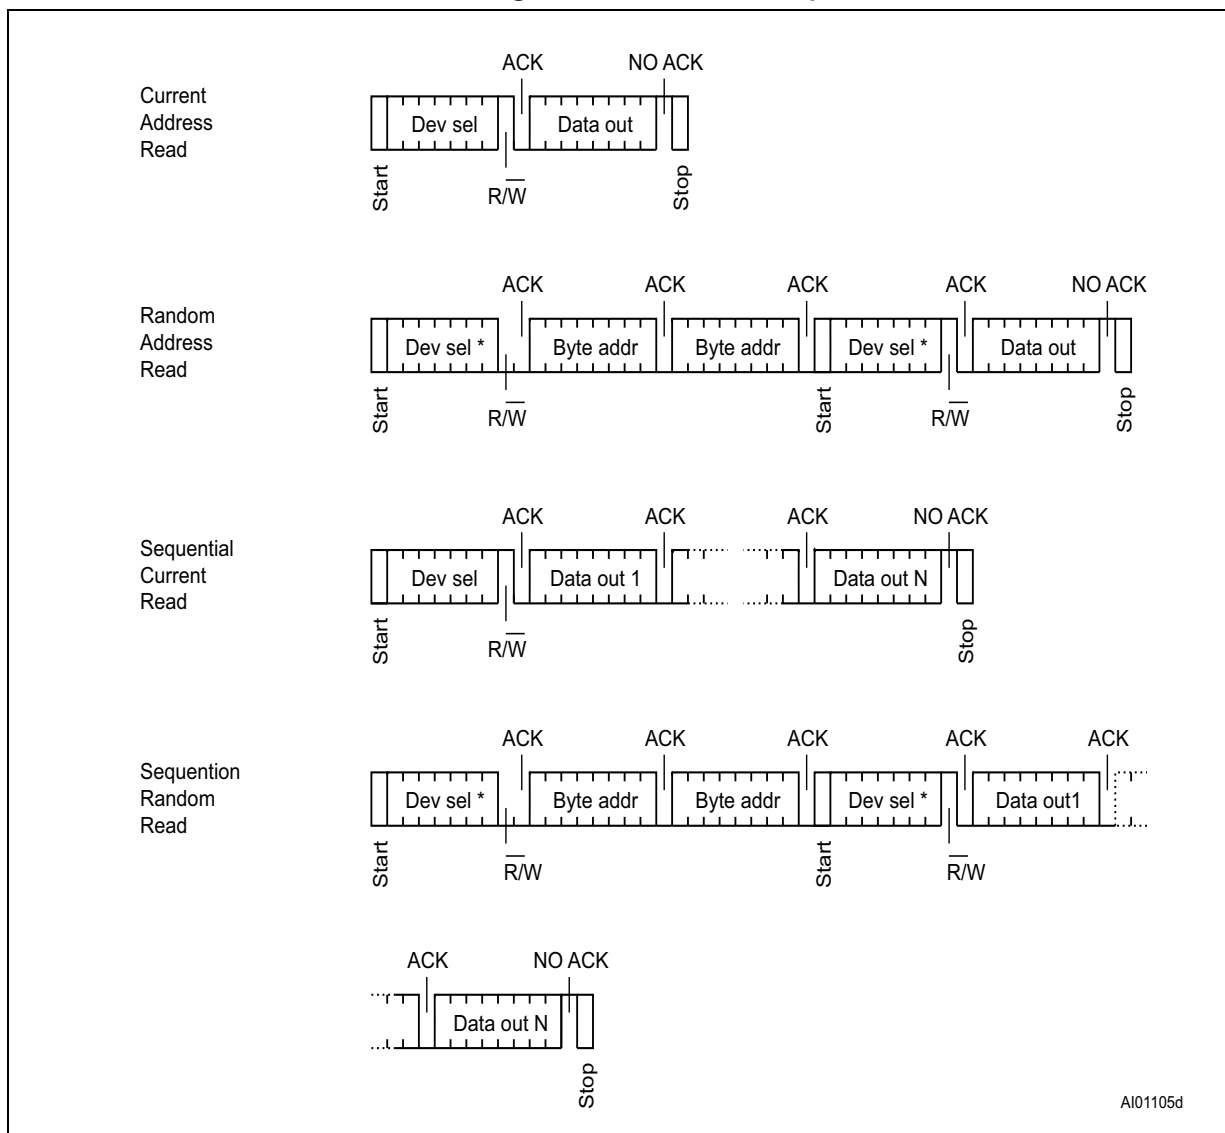 ACK NO ACK
Current
Address
Read
Dev sel Data out
Start R/W̅ Stop
ACK ACK ACK ACK NO ACK
Random
Address
Read
Dev sel * Byte addr Byte addr Dev sel * Data out
Start R/W̅ Start R/W̅ Stop
ACK ACK ACK NO ACK
Sequential
Current
Read
Dev sel Data out 1 Data out N
Start R/W̅ Stop
ACK ACK ACK ACK ACK
Sequention
Random
Read
Dev sel * Byte addr Byte addr Dev sel * Data out1
Start R̅/W Start R̅/W
ACK NO ACK
Data out N
Stop
AI01105d